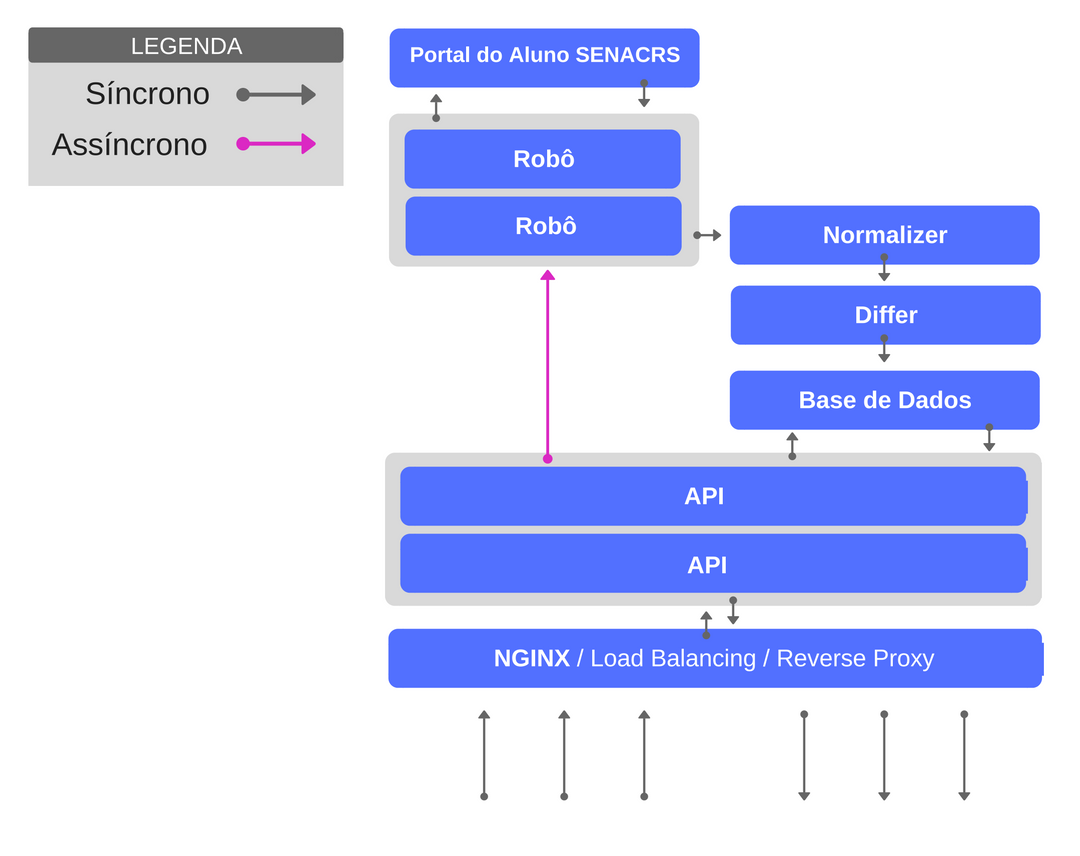 LEGENDA
Síncrono
Assíncrono
Portal do Aluno SENACRS
Robô
Robô
Normalizer
Differ
Base de Dados
API
API
NGINX / Load Balancing / Reverse Proxy